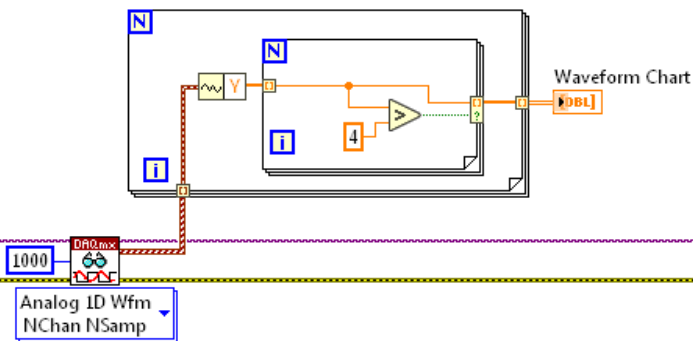 N
N
Y
Waveform Chart
DBL
>
?
4
i
i
DAQmx
1000
Analog 1D Wfm
NChan NSamp